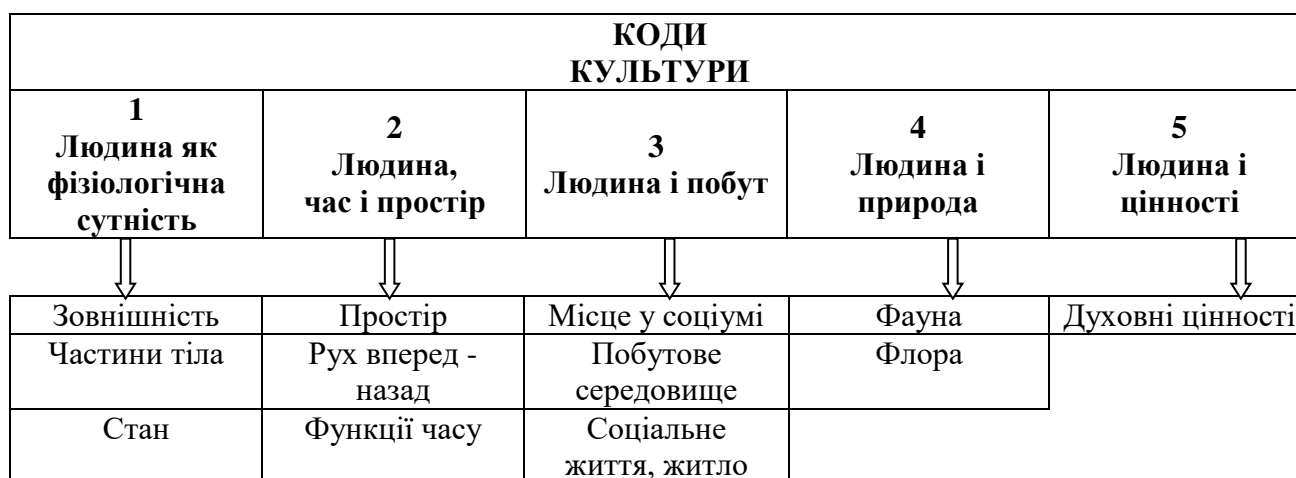 КОДИ
КУЛЬТУРИ
1
Людина як
фізіологічна
сутність
2
Людина,
час і простір
3
Людина і побут
4
Людина і
природа
5
Людина і
цінності
Зовнішність
Простір
Місце у соціумі
Фауна
Духовні цінності
Частини тіла
Рух вперед -
назад
Побутове
середовище
Флора
Стан
Функції часу
Соціальне
життя, житло